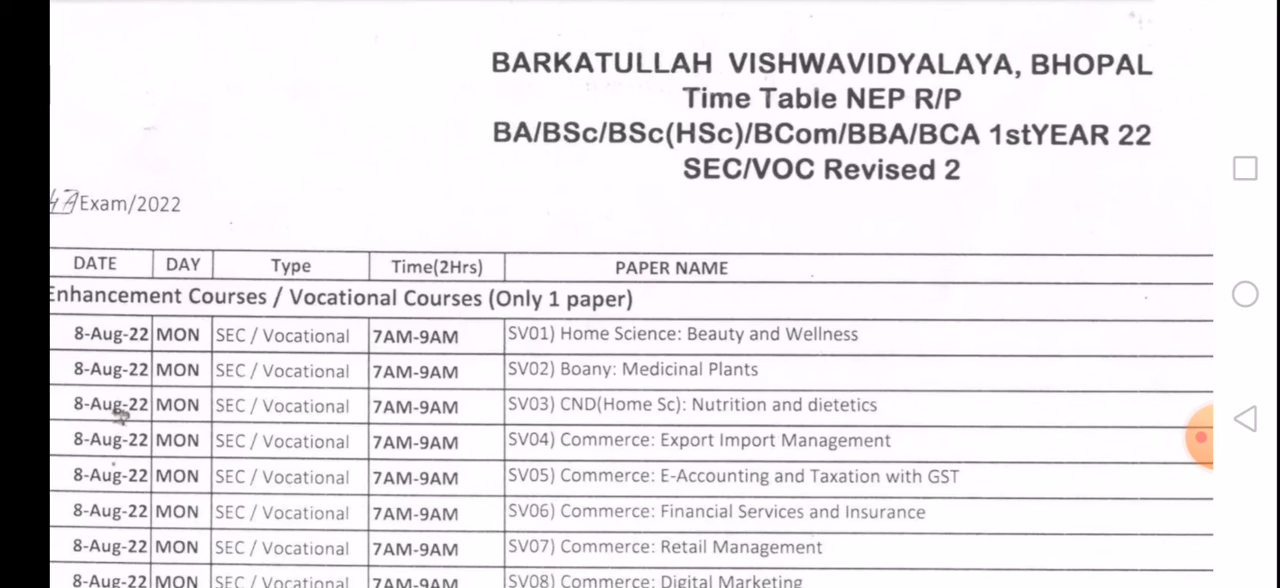 BARKATULLAH VISHWAVIDYALAYA, BHOPAL
Time Table NEP R/P
BA/BSc/BSc(HSc)/BCom/BBA/BCA 1stYEAR 22
SEC/VOC Revised 2
Exam/2022
DATE DAY Type Time(2Hrs) PAPER NAME
Enhancement Courses / Vocational Courses (Only 1 paper)
8-Aug-22 MON SEC / Vocational 7AM-9AM SV01) Home Science: Beauty and Wellness
8-Aug-22 MON SEC / Vocational 7AM-9AM SV02) Boany: Medicinal Plants
8-Aug-22 MON SEC / Vocational 7AM-9AM SV03) CND(Home Sc): Nutrition and dietetics
8-Aug-22 MON SEC / Vocational 7AM-9AM SV04) Commerce: Export Import Management
8-Aug-22 MON SEC / Vocational 7AM-9AM SV05) Commerce: E-Accounting and Taxation with GST
8-Aug-22 MON SEC / Vocational 7AM-9AM SV06) Commerce: Financial Services and Insurance
8-Aug-22 MON SEC / Vocational 7AM-9AM SV07) Commerce: Retail Management
8-Aug-22 MON SEC / Vocational 7AM-9AM SV08) Commerce: Digital Marketing